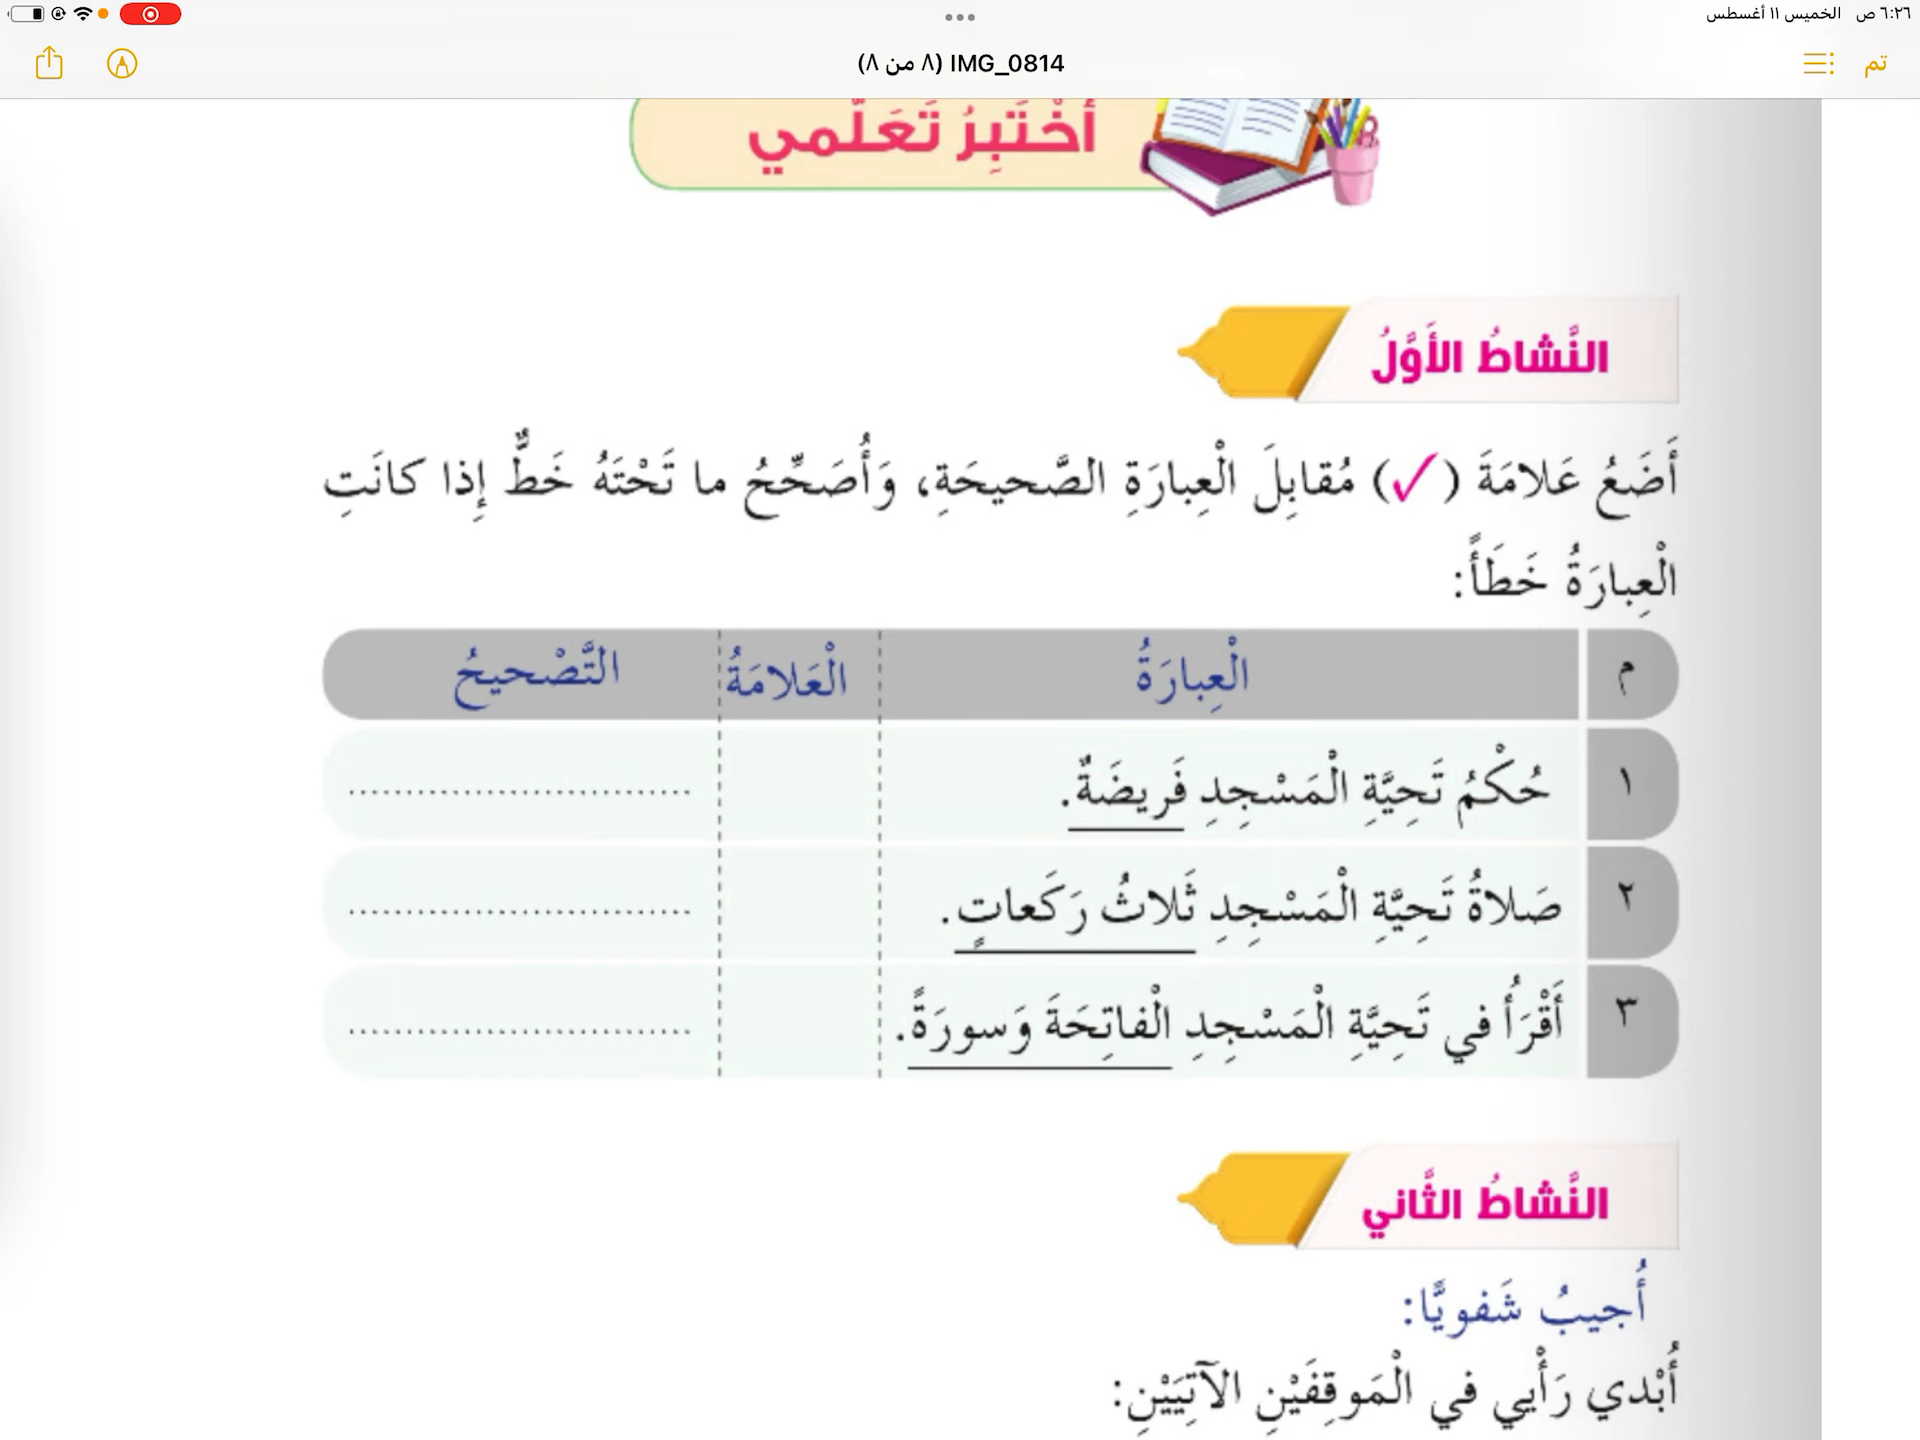 ٦:٢٦ ص الخميس ١١ أغسطس
تم
IMG_0814 (٨ من ٨)
أَخْتَبِرُ تَعَلُّمي
النَّشاطُ الأَوَّلُ
أَضَعُ عَلامَةَ (✓) مُقابِلَ الْعِبارَةِ الصَّحيحَةِ، وَأُصَحِّحُ ما تَحْتَهُ خَطٌّ إِذا كانَتِ
الْعِبارَةُ خَطَأً:
م الْعِبارَةُ الْعَلامَةُ التَّصْحيحُ
١ حُكْمُ تَحِيَّةِ الْمَسْجِدِ فَريضَةٌ. ..............................
٢ صَلاةُ تَحِيَّةِ الْمَسْجِدِ ثَلاثُ رَكَعاتٍ. ..............................
٣ أَقْرَأُ في تَحِيَّةِ الْمَسْجِدِ الْفاتِحَةَ وَسورَةً. ..............................
النَّشاطُ الثَّاني
أُجيبُ شَفويًّا:
أُبْدي رَأْيي في الْمَوقِفَيْنِ الآتِيَيْنِ: